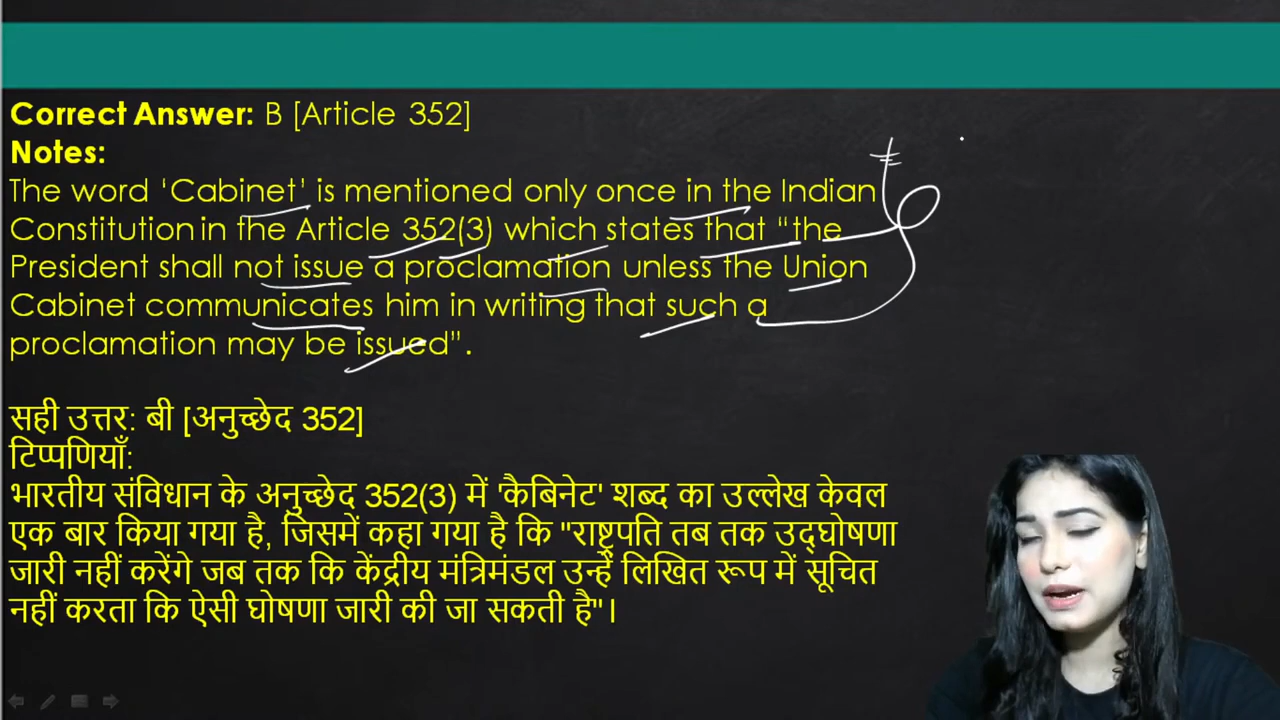 Correct Answer: B [Article 352]
Notes:
The word ‘Cabinet’ is mentioned only once in the Indian
Constitution in the Article 352(3) which states that “the
President shall not issue a proclamation unless the Union
Cabinet communicates him in writing that such a
proclamation may be issued”.
सही उत्तर: बी [अनुच्छेद 352]
टिप्पणियाँ:
भारतीय संविधान के अनुच्छेद 352(3) में 'कैबिनेट' शब्द का उल्लेख केवल
एक बार किया गया है, जिसमें कहा गया है कि "राष्ट्रपति तब तक उद्घोषणा
जारी नहीं करेंगे जब तक कि केंद्रीय मंत्रिमंडल उन्हें लिखित रूप में सूचित
नहीं करता कि ऐसी घोषणा जारी की जा सकती है"।